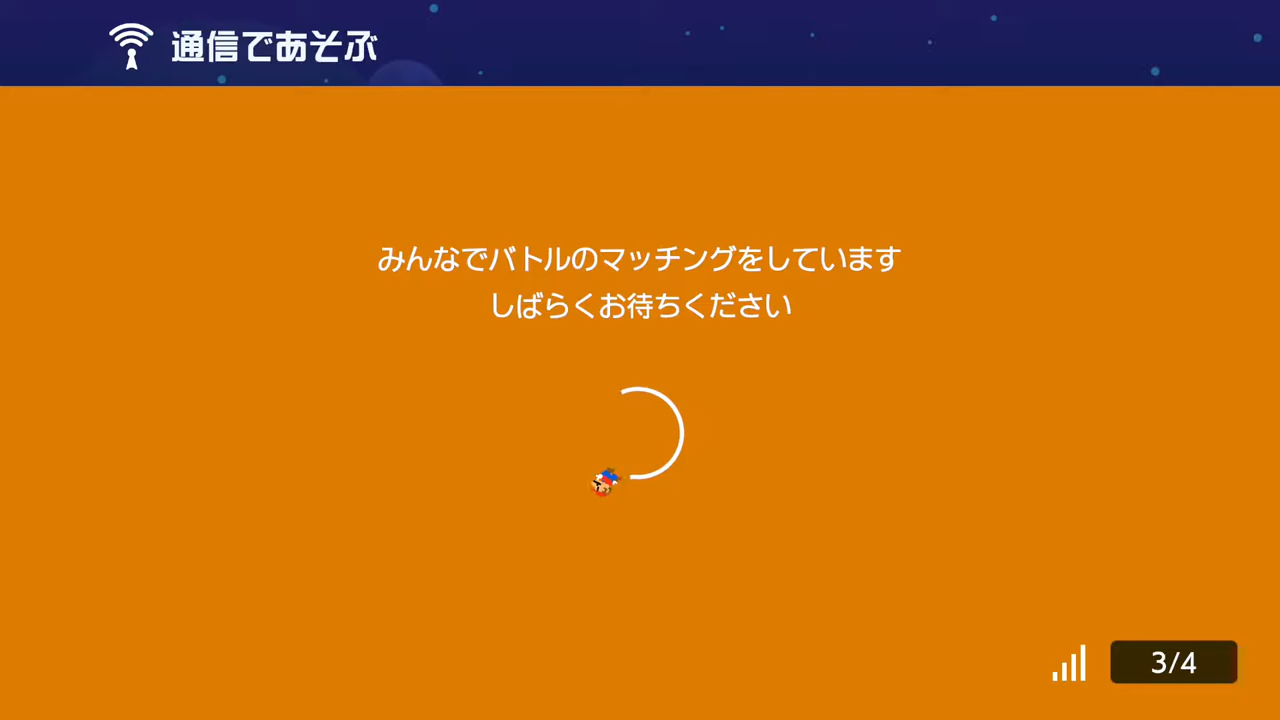 通信であそぶ
みんなでバトルのマッチングをしています
しばらくお待ちください
3/4